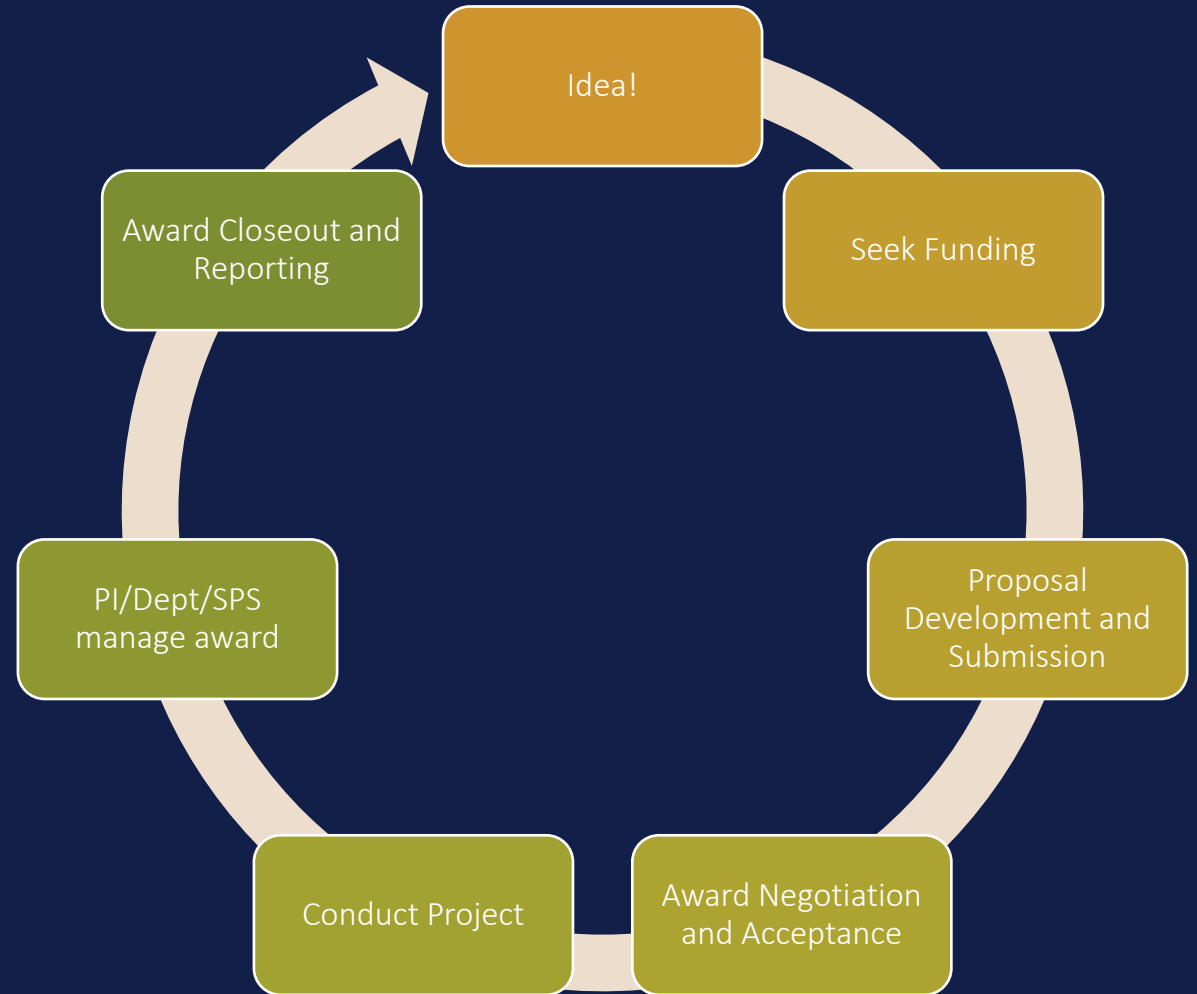 Idea!
Seek Funding
Proposal
Development and
Submission
Award Negotiation
and Acceptance
Conduct Project
PI/Dept/SPS
manage award
Award Closeout and
Reporting